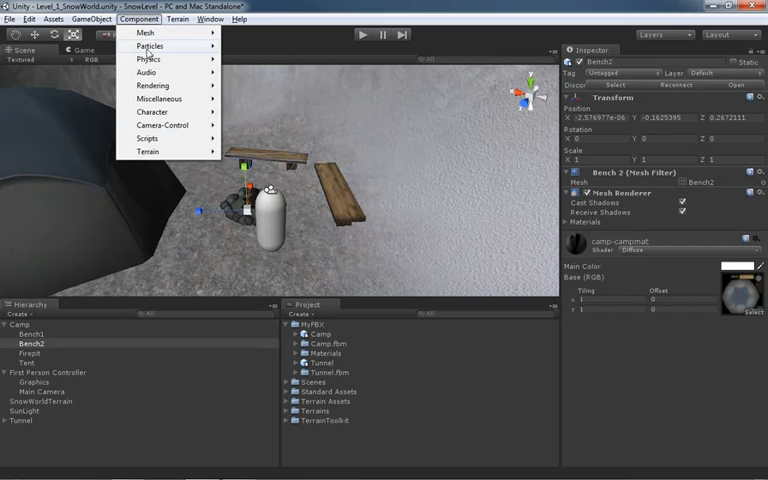 Unity - Level_1_SnowWorld.unity - SnowLevel - PC and Mac Standalone*
File Edit Assets GameObject Component Terrain Window Help
Layers Layout
Scene Game
Textured RGB All
Mesh
Particles
Physics
Audio
Rendering
Miscellaneous
Character
Camera-Control
Scripts
Terrain
y
Inspector
Bench2 Static
Tag Untagged Layer Default
Select Reconnect Open
Transform
Position
X -2.576977e-06 Y -0.1625395 Z 0.2672111
Rotation
X 0 Y 0 Z 0
Scale
X 1 Y 1 Z 1
Bench 2 (Mesh Filter)
Mesh Bench2
Mesh Renderer
Cast Shadows
Receive Shadows
Materials
camp-campmat
Shader Diffuse
Main Color
Base (RGB)
Tiling Offset
x 1 0
y 1 0
Select
Hierarchy
Create All
Camp
Bench1
Bench2
Firepit
Tent
First Person Controller
Graphics
Main Camera
SnowWorldTerrain
SunLight
Tunnel
Project
Create All
MyFBX
Camp
Camp.fbm
Materials
Tunnel
Tunnel.fbm
Scenes
Standard Assets
Terrain Assets
Terrains
TerrainToolkit